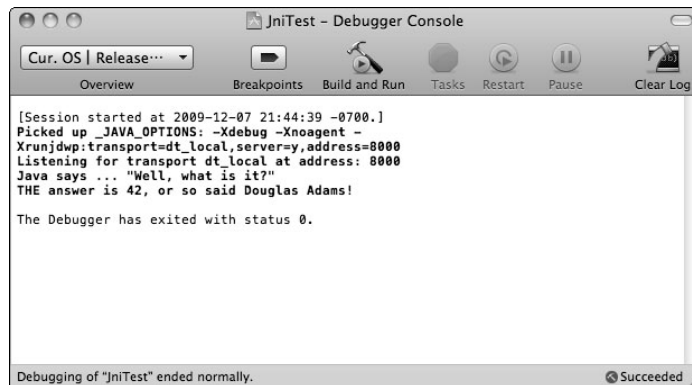 JniTest – Debugger Console
Cur. OS | Release···
Overview
Breakpoints
Build and Run
Tasks
Restart
Pause
Clear Log
[Session started at 2009-12-07 21:44:39 -0700.]
Picked up _JAVA_OPTIONS: -Xdebug -Xnoagent -
Xrunjdwp:transport=dt_local,server=y,address=8000
Listening for transport dt_local at address: 8000
Java says ... "Well, what is it?"
THE answer is 42, or so said Douglas Adams!
The Debugger has exited with status 0.
Debugging of “JniTest” ended normally.
Succeeded